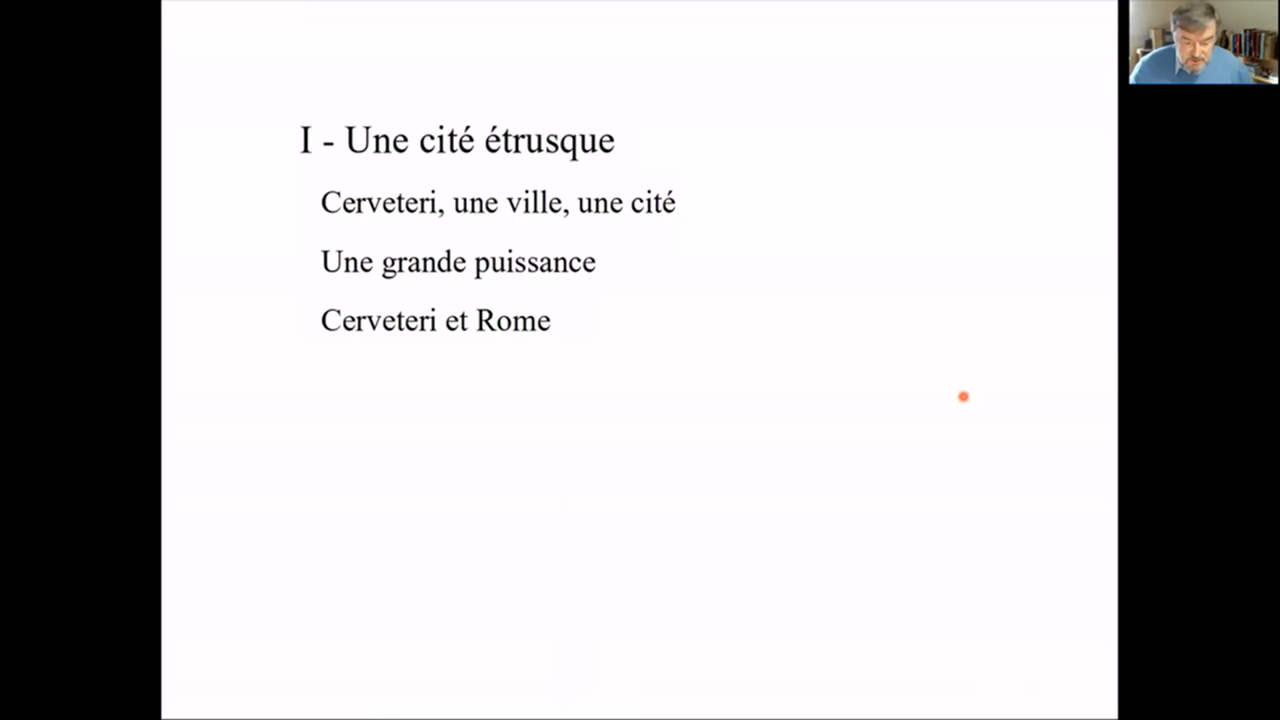 I - Une cité étrusque
Cerveteri, une ville, une cité
Une grande puissance
Cerveteri et Rome